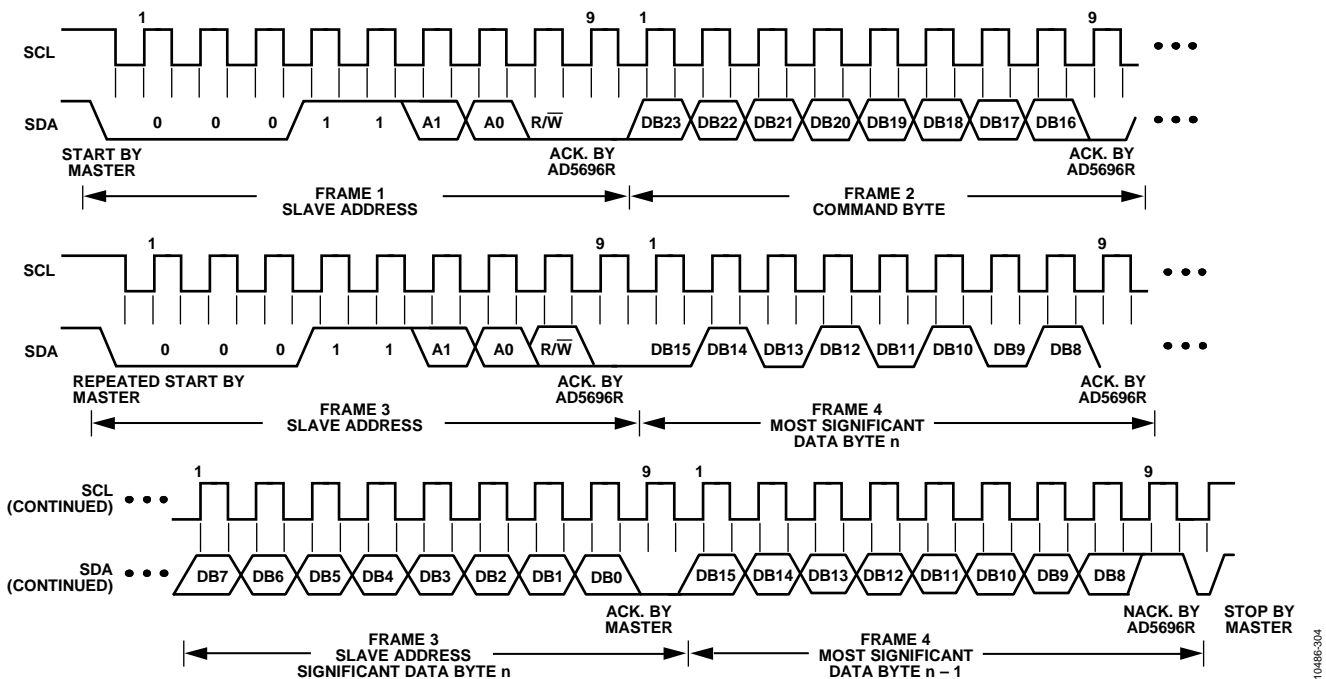 1 9 1 9
SCL
SDA 0 0 0 1 1 A1 A0 R/W̅ DB23 DB22 DB21 DB20 DB19 DB18 DB17 DB16
START BY
MASTER
ACK. BY
AD5696R
ACK. BY
AD5696R
FRAME 1
SLAVE ADDRESS
FRAME 2
COMMAND BYTE
1 9 1 9
SCL
SDA 0 0 0 1 1 A1 A0 R/W̅ DB15 DB14 DB13 DB12 DB11 DB10 DB9 DB8
REPEATED START BY
MASTER
ACK. BY
AD5696R
ACK. BY
AD5696R
FRAME 3
SLAVE ADDRESS
FRAME 4
MOST SIGNIFICANT
DATA BYTE n
1 9 1 9
SCL
(CONTINUED)
SDA
(CONTINUED)
DB7 DB6 DB5 DB4 DB3 DB2 DB1 DB0 DB15 DB14 DB13 DB12 DB11 DB10 DB9 DB8
ACK. BY
MASTER
NACK. BY
AD5696R
STOP BY
MASTER
FRAME 3
SLAVE ADDRESS
SIGNIFICANT DATA BYTE n
FRAME 4
MOST SIGNIFICANT
DATA BYTE n – 1
10486-304